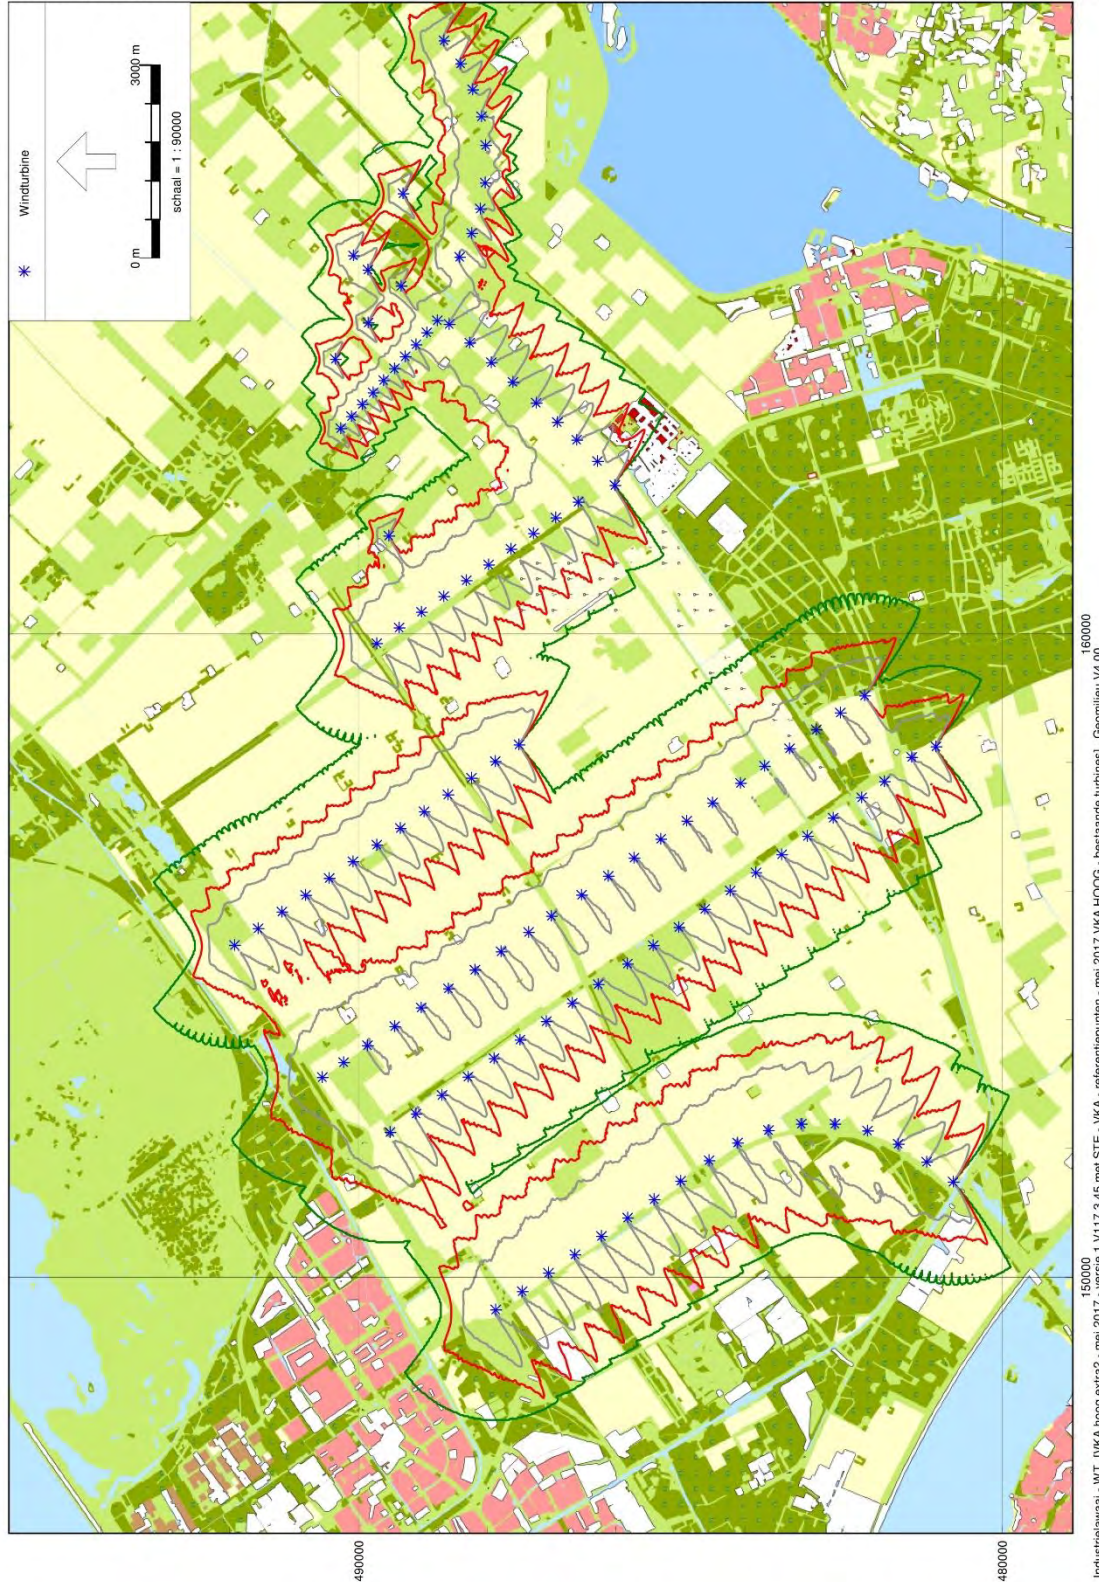 Windturbine
0 m
3000 m
schaal = 1 : 90000
490000
480000
150000
160000
Industrielawaai - WT, [VKA hoog extra2 - mei 2017 - versie 1 V117 3.45 met STE - VKA - referentiepunten - mei 2017 VKA HOOG - bestaande turbines] , Geomilieu V4.00